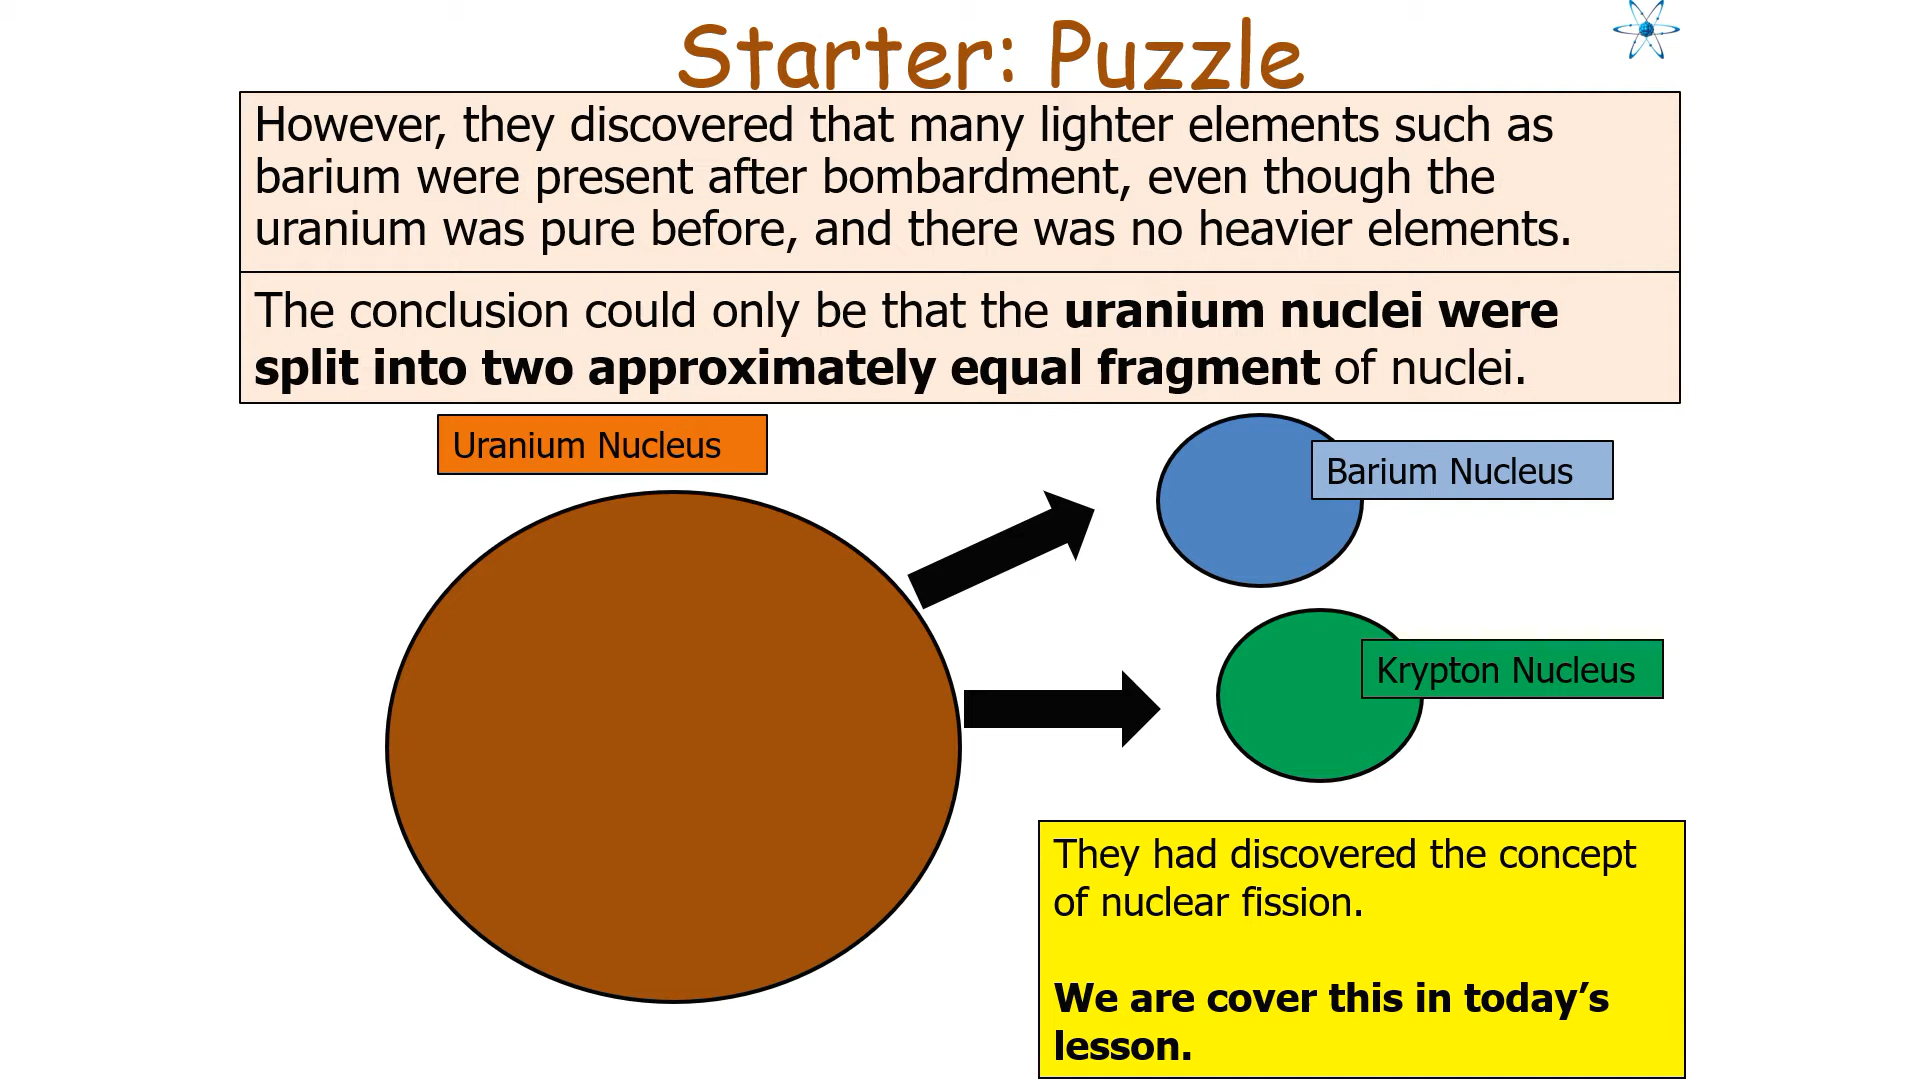 Starter: Puzzle
However, they discovered that many lighter elements such as
barium were present after bombardment, even though the
uranium was pure before, and there was no heavier elements.
The conclusion could only be that the uranium nuclei were
split into two approximately equal fragment of nuclei.
Uranium Nucleus
Barium Nucleus
Krypton Nucleus
They had discovered the concept
of nuclear fission.
We are cover this in today’s
lesson.